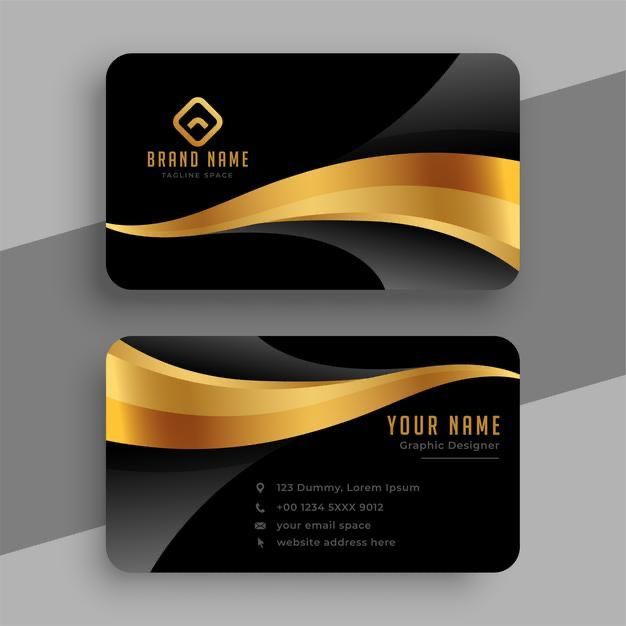 BRAND NAME
TAGLINE SPACE
YOUR NAME
Graphic Designer
123 Dummy, Lorem Ipsum
+00 1234 5XXX 9012
your email space
website address here